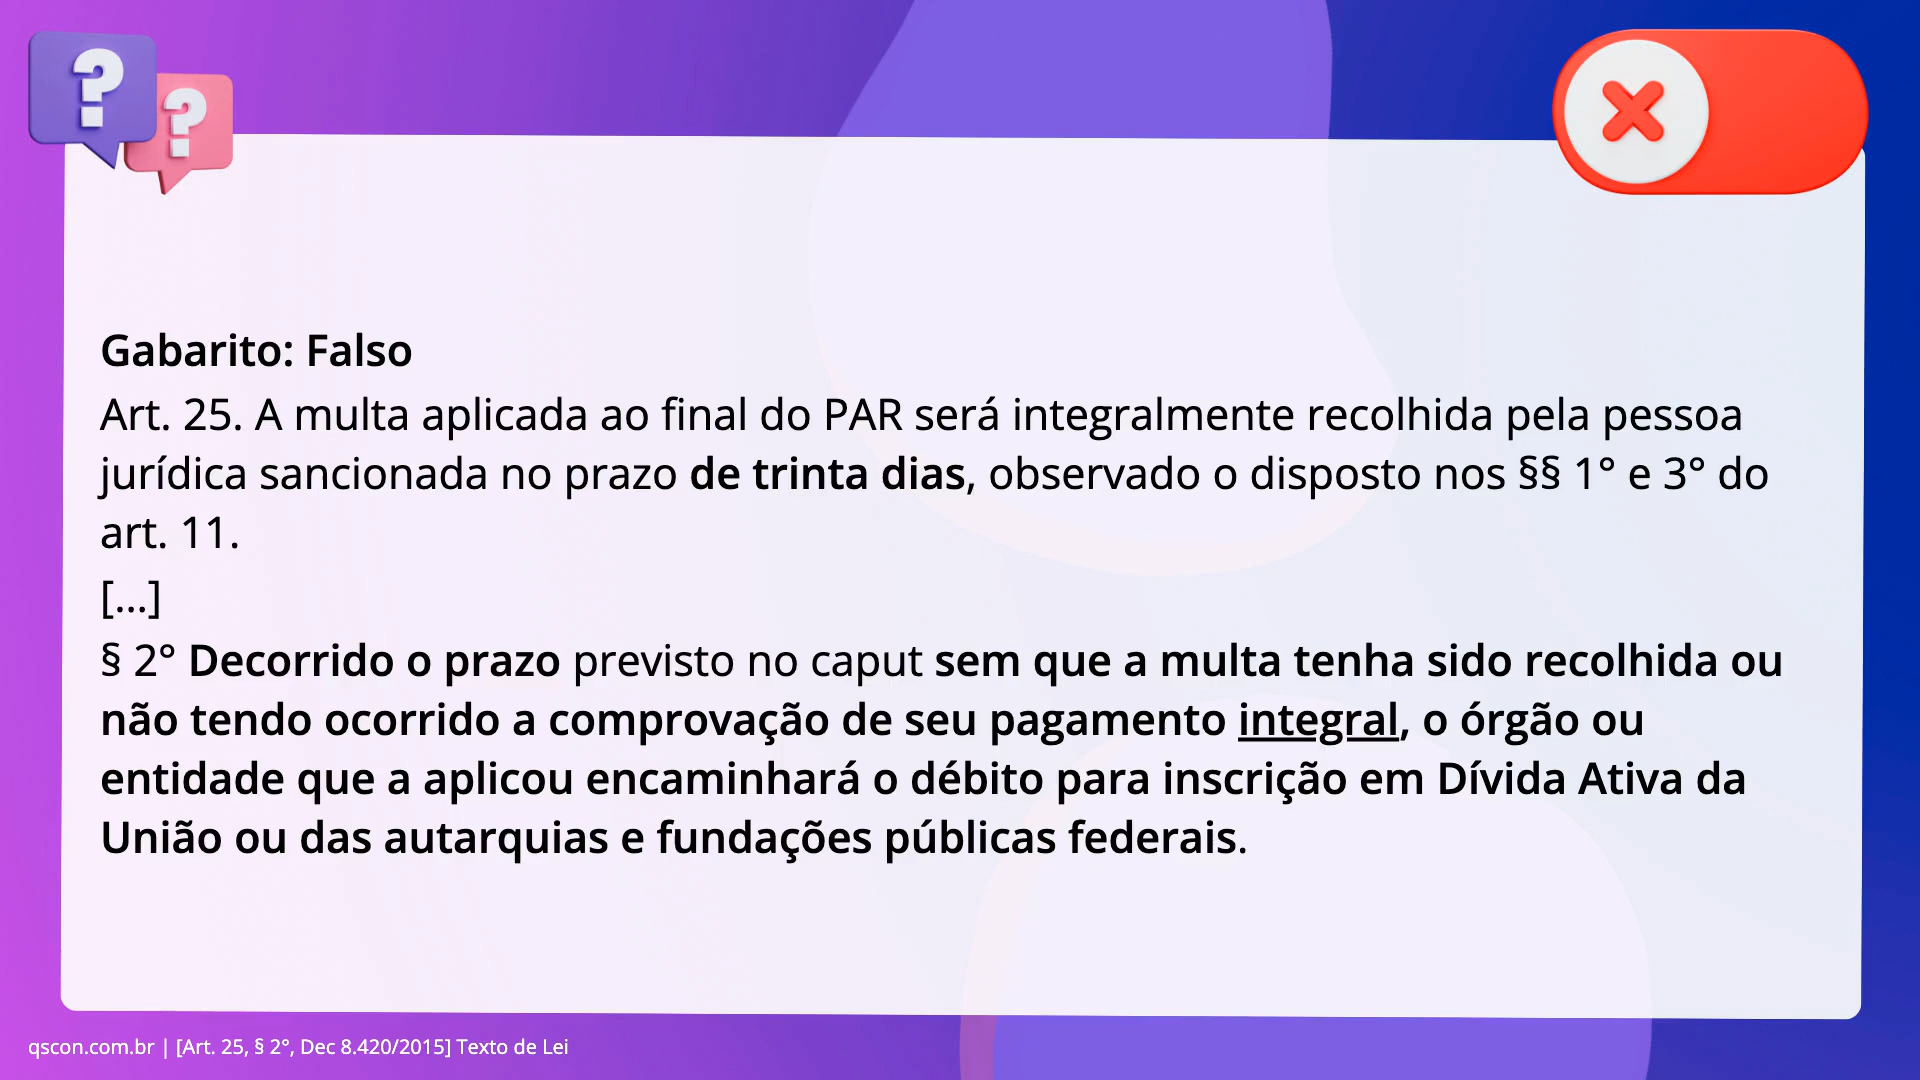 ?
?
Gabarito: Falso
Art. 25. A multa aplicada ao final do PAR será integralmente recolhida pela pessoa
jurídica sancionada no prazo de trinta dias, observado o disposto nos §§ 1° e 3° do
art. 11.
[...]
§ 2° Decorrido o prazo previsto no caput sem que a multa tenha sido recolhida ou
não tendo ocorrido a comprovação de seu pagamento integral, o órgão ou
entidade que a aplicou encaminhará o débito para inscrição em Dívida Ativa da
União ou das autarquias e fundações públicas federais.
qscon.com.br | [Art. 25, § 2°, Dec 8.420/2015] Texto de Lei